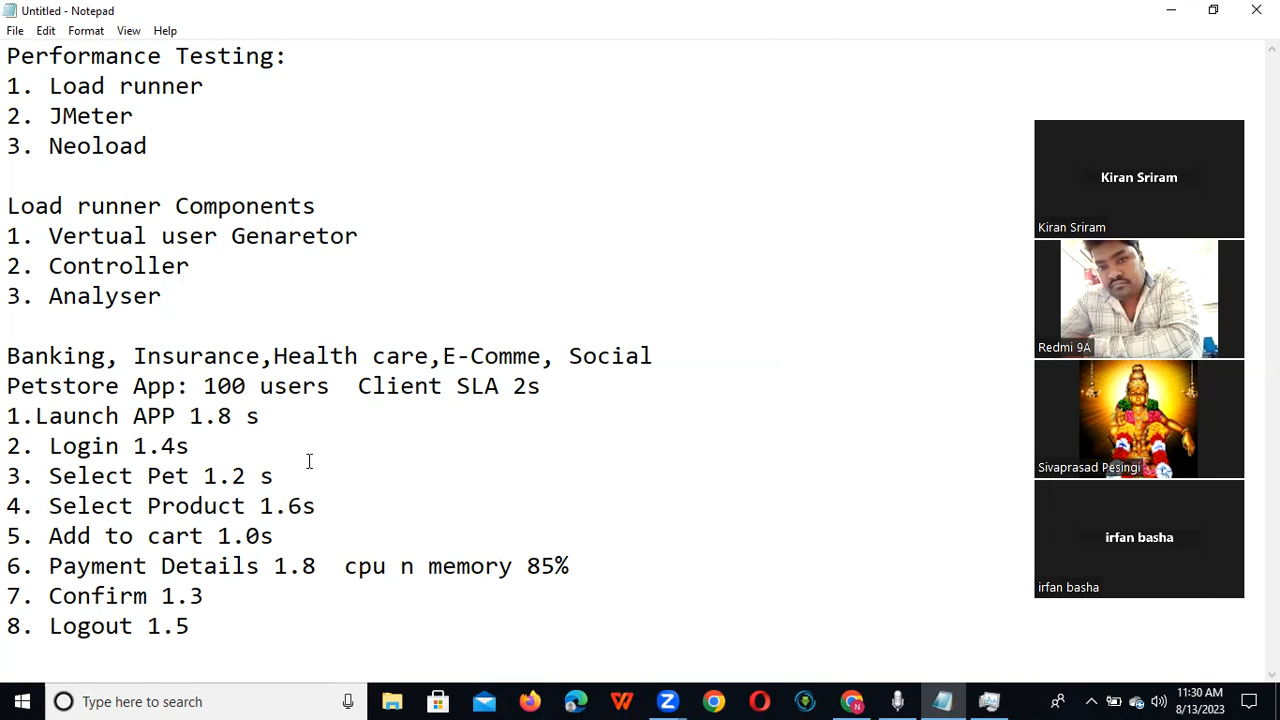 Untitled - Notepad
File Edit Format View Help
Performance Testing:
1. Load runner
2. JMeter
3. Neoload
Load runner Components
1. Vertual user Genaretor
2. Controller
3. Analyser
Banking, Insurance,Health care,E-Comme, Social
Petstore App: 100 users  Client SLA 2s
1.Launch APP 1.8 s
2. Login 1.4s
3. Select Pet 1.2 s
4. Select Product 1.6s
5. Add to cart 1.0s
6. Payment Details 1.8  cpu n memory 85%
7. Confirm 1.3
8. Logout 1.5
Kiran Sriram
Kiran Sriram
Redmi 9A
Sivaprasad Pesingi
irfan basha
irfan basha
Type here to search
11:30 AM
8/13/2023